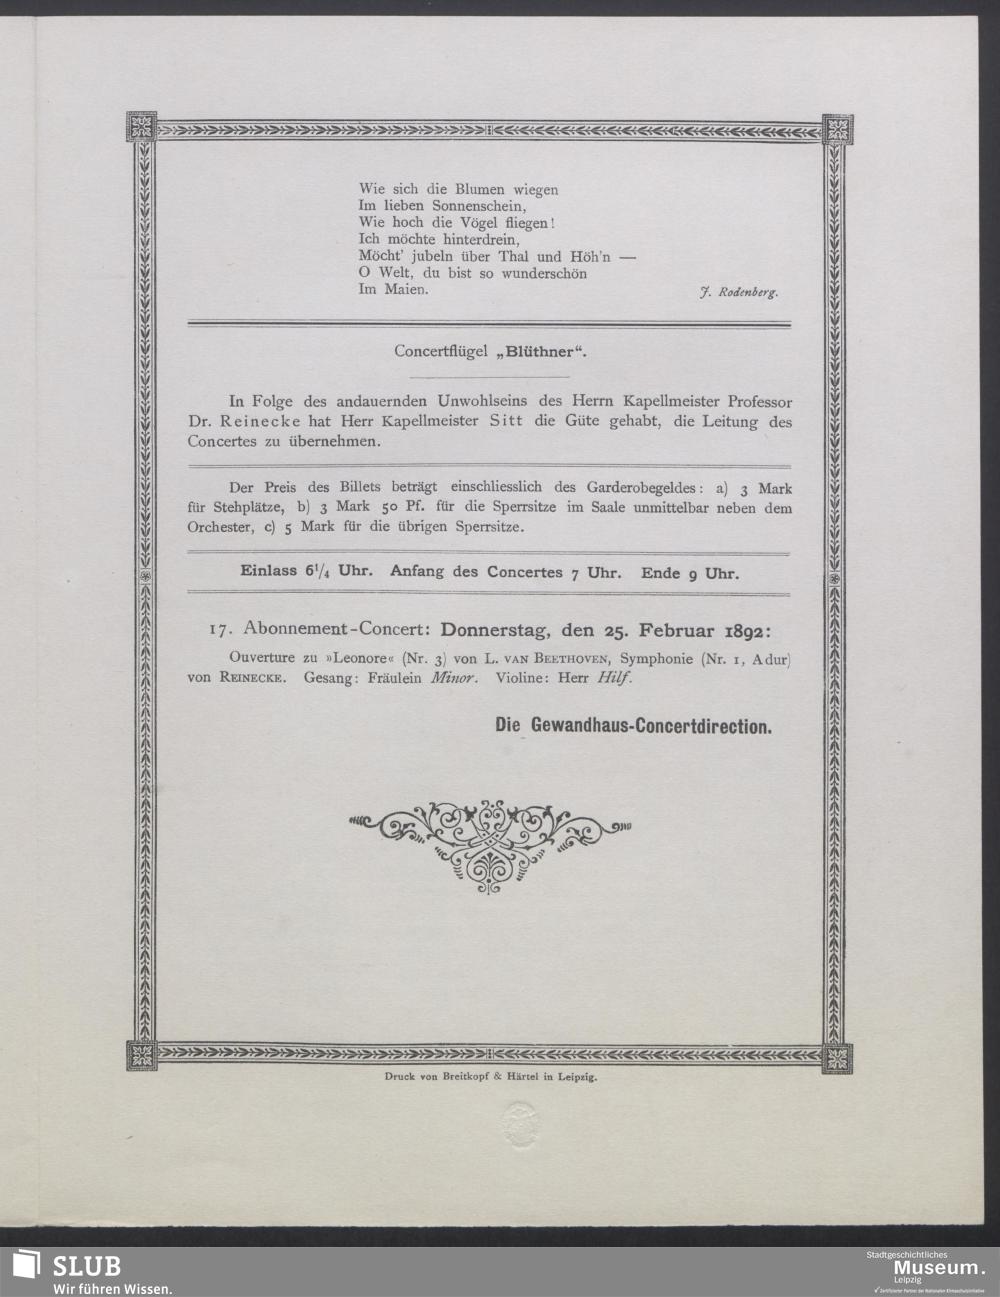 Wie sich die Blumen wiegen
Im lieben Sonnenschein,
Wie hoch die Vögel fliegen!
Ich möchte hinterdrein,
Möcht' jubeln über Thal und Höh'n —
O Welt, du bist so wunderschön
Im Maien.
J. Rodenberg.
Concertflügel „Blüthner“.
In Folge des andauernden Unwohlseins des Herrn Kapellmeister Professor
Dr. Reinecke hat Herr Kapellmeister Sitt die Güte gehabt, die Leitung des
Concertes zu übernehmen.
Der Preis des Billets beträgt einschliesslich des Garderobegeldes: a) 3 Mark
für Stehplätze, b) 3 Mark 50 Pf. für die Sperrsitze im Saale unmittelbar neben dem
Orchester, c) 5 Mark für die übrigen Sperrsitze.
Einlass 6¼ Uhr. Anfang des Concertes 7 Uhr. Ende 9 Uhr.
17. Abonnement-Concert: Donnerstag, den 25. Februar 1892:
Ouverture zu »Leonore« (Nr. 3) von L. van Beethoven, Symphonie (Nr. 1, Adur)
von Reinecke. Gesang: Fräulein Minor. Violine: Herr Hilf.
Die Gewandhaus-Concertdirection.
Druck von Breitkopf & Härtel in Leipzig.
SLUB
Wir führen Wissen.
Stadtgeschichtliches
Museum.
Leipzig
Zertifizierter Partner der Nationalen Klimaschutzinitiative